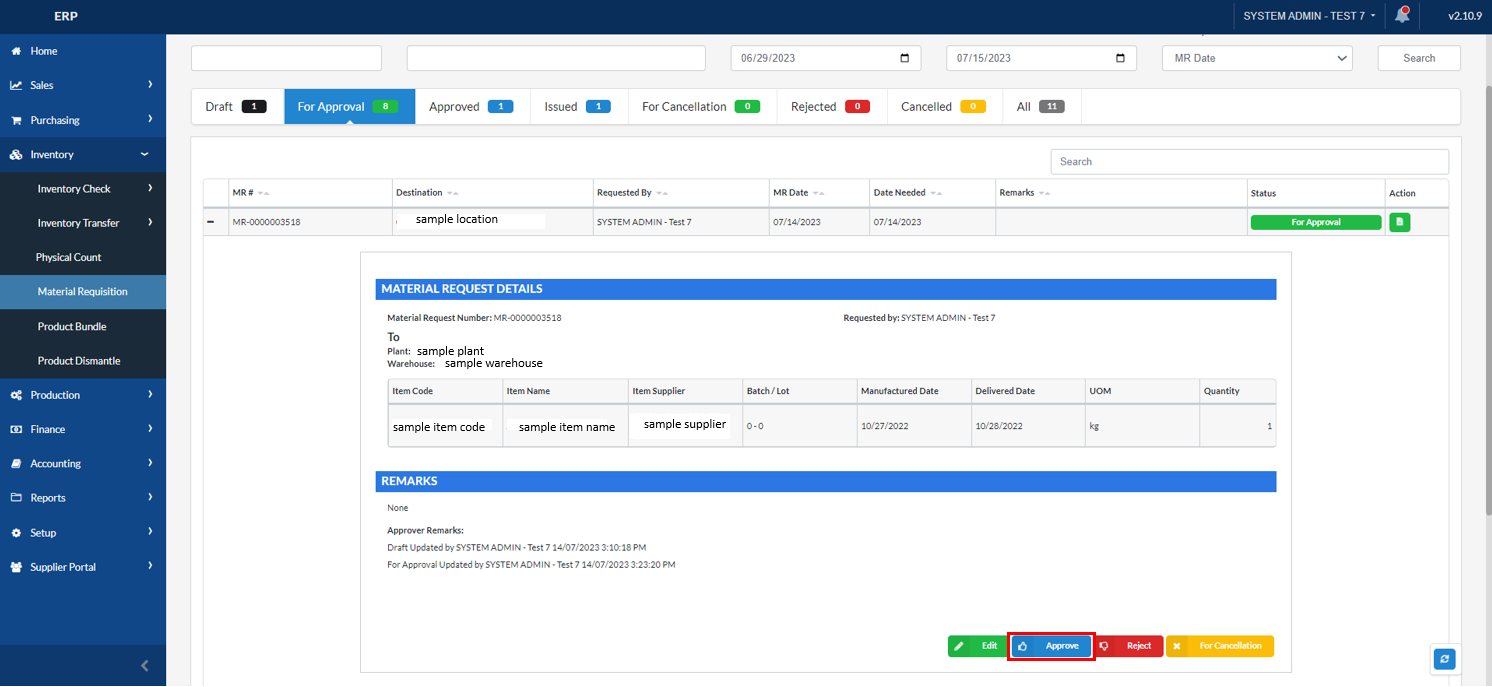 ERP SYSTEM ADMIN - TEST 7 v2.10.9
Home
Sales
Purchasing
Inventory
Inventory Check
Inventory Transfer
Physical Count
Material Requisition
Product Bundle
Product Dismantle
Production
Finance
Accounting
Reports
Setup
Supplier Portal
06/29/2023 07/15/2023 MR Date Search
Draft 1 For Approval 8 Approved 1 Issued 1 For Cancellation 0 Rejected 0 Cancelled 0 All 11
Search
MR # Destination Requested By MR Date Date Needed Remarks Status Action
MR-0000003518 sample location SYSTEM ADMIN - Test 7 07/14/2023 07/14/2023 For Approval
MATERIAL REQUEST DETAILS
Material Request Number: MR-0000003518 Requested by: SYSTEM ADMIN - Test 7
To
Plant: sample plant
Warehouse: sample warehouse
Item Code Item Name Item Supplier Batch / Lot Manufactured Date Delivered Date UOM Quantity
sample item code sample item name sample supplier 0 - 0 10/27/2022 10/28/2022 kg 1
REMARKS
None
Approver Remarks:
Draft Updated by SYSTEM ADMIN - Test 7 14/07/2023 3:10:18 PM
For Approval Updated by SYSTEM ADMIN - Test 7 14/07/2023 3:23:20 PM
Edit Approve Reject For Cancellation